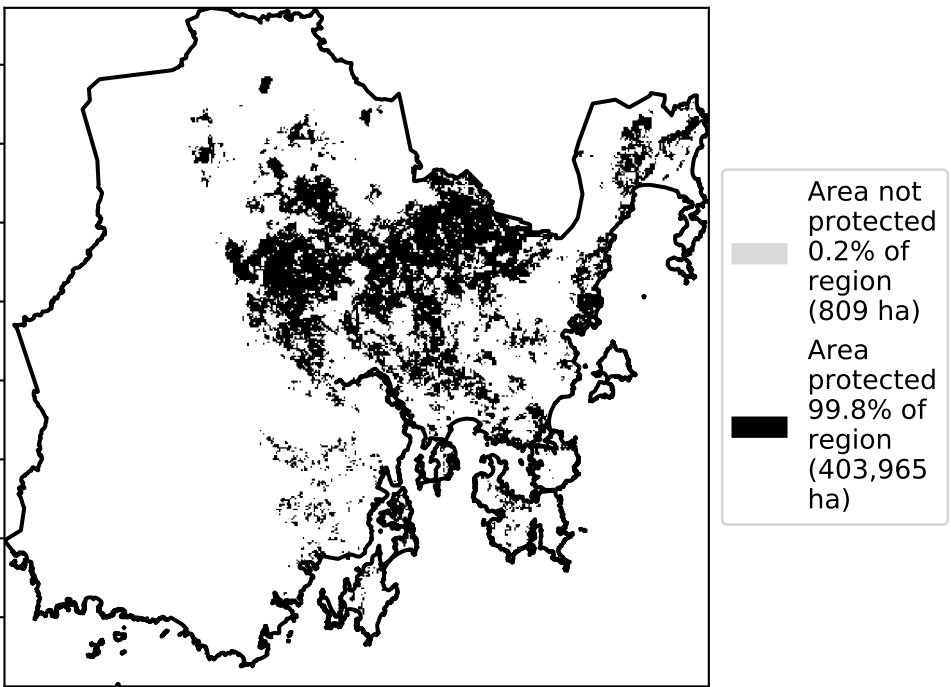 Area not
protected
0.2% of
region
(809 ha)
Area
protected
99.8% of
region
(403,965
ha)